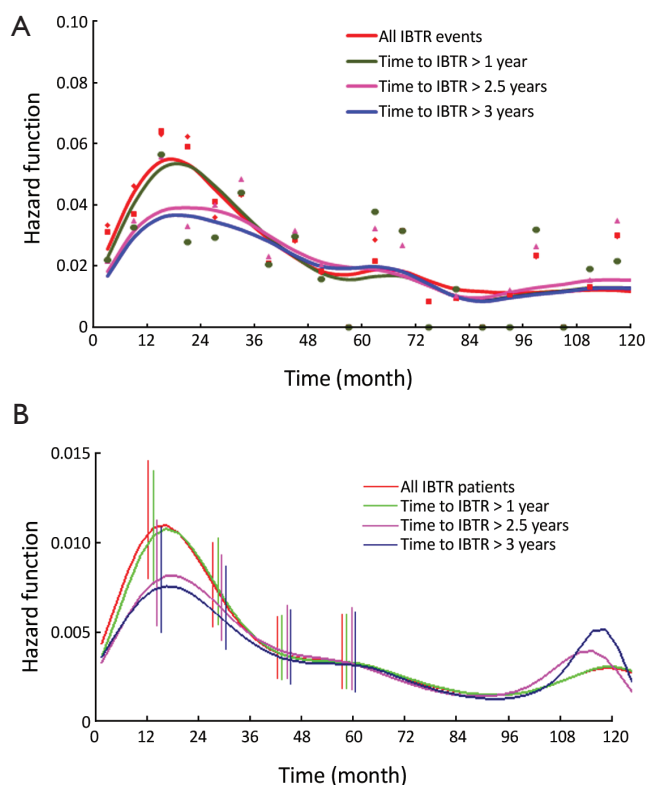 A
0.10
0.08
0.06
0.04
0.02
0
Hazard function
All IBTR events
Time to IBTR > 1 year
Time to IBTR > 2.5 years
Time to IBTR > 3 years
0 12 24 36 48 60 72 84 96 108 120
Time (month)
B
0.015
0.010
0.005
0
Hazard function
All IBTR patients
Time to IBTR > 1 year
Time to IBTR > 2.5 years
Time to IBTR > 3 years
0 12 24 36 48 60 72 84 96 108 120
Time (month)